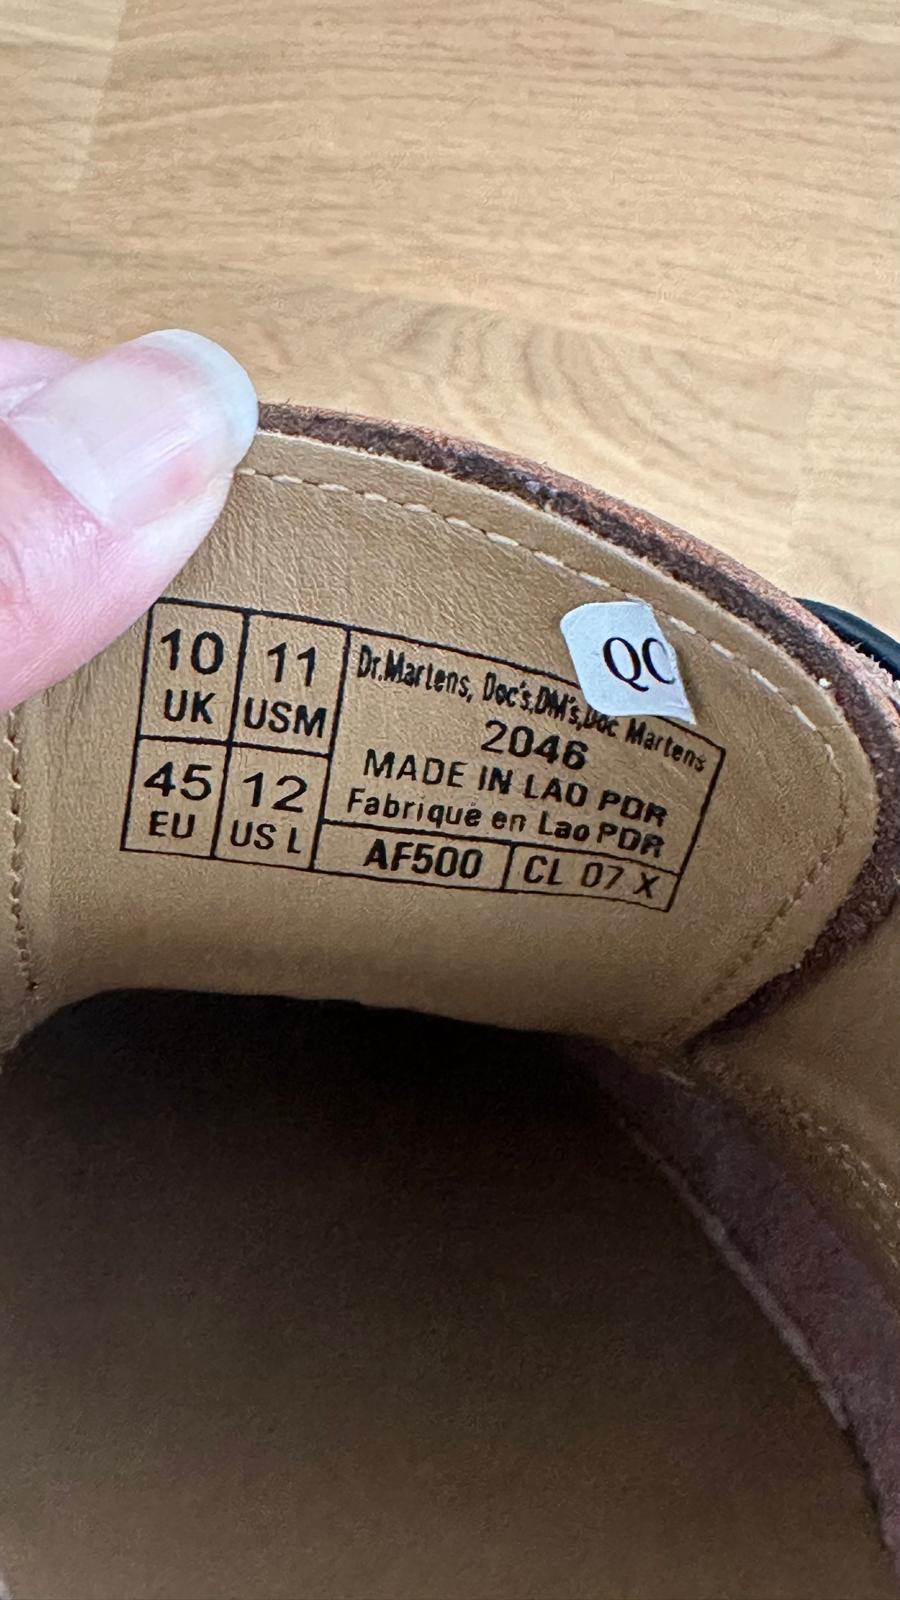 10
UK
11
USM
45
EU
12
US L
Dr.Martens, Doc's,DM's,Doc Martens
2046
MADE IN LAO PDR
Fabriqué en Lao PDR
AF500
CL 07 X
QC